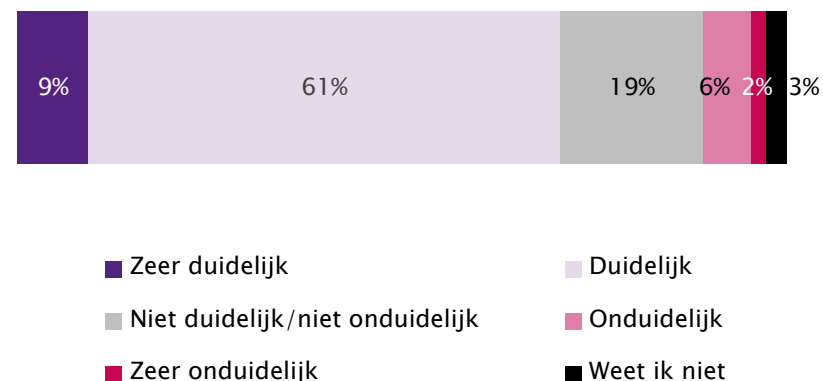 9% 61% 19% 6% 2% 3%
Zeer duidelijk Duidelijk
Niet duidelijk/niet onduidelijk Onduidelijk
Zeer onduidelijk Weet ik niet